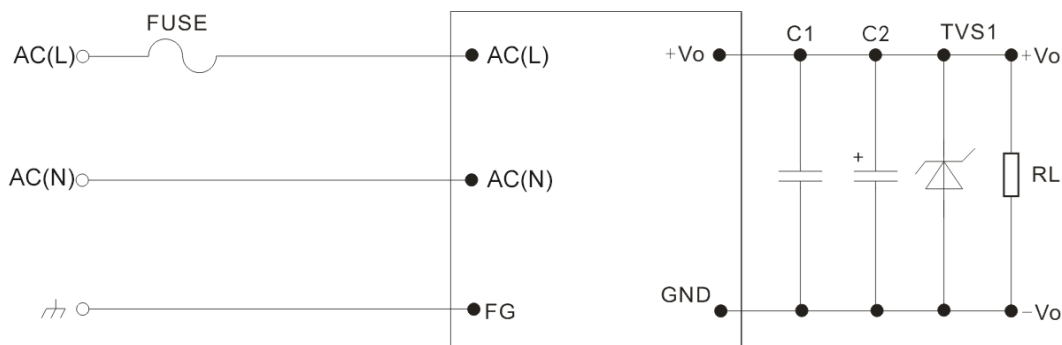 FUSE
AC(L)
AC(L)
+Vo
C1
C2
TVS1
+Vo
AC(N)
AC(N)
+
RL
FG
GND
−Vo